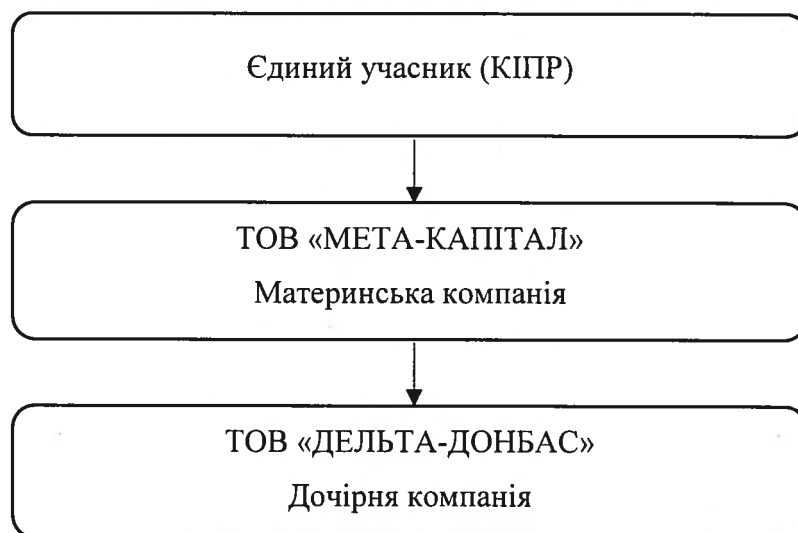 Єдиний учасник (КІПР)
ТОВ «МЕТА-КАПІТАЛ»
Материнська компанія
ТОВ «ДЕЛЬТА-ДОНБАС»
Дочірня компанія